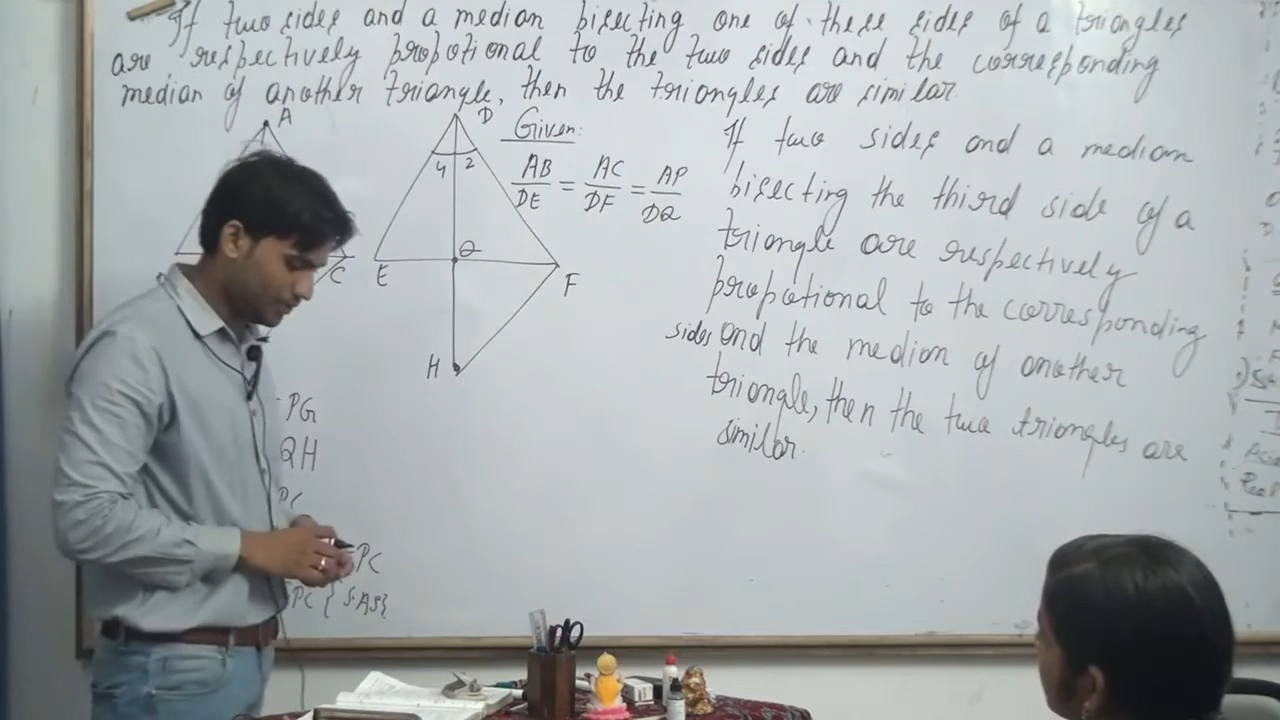 If two sides and a median bisecting one of these sides of a triangles
are respectively propotional to the two sides and the corresponding
median of another triangle, then the triangles are similar.
A
D
4 2
E
Q
F
H
C
Given:
AB/DE = AC/DF = AP/DQ
If two sides and a median
bisecting the third side of a
triangle are respectively
propotional to the corresponding
sides and the median of another
triangle, then the two triangles are
similar.
PG
QH
PC
PC
PC {SAS}